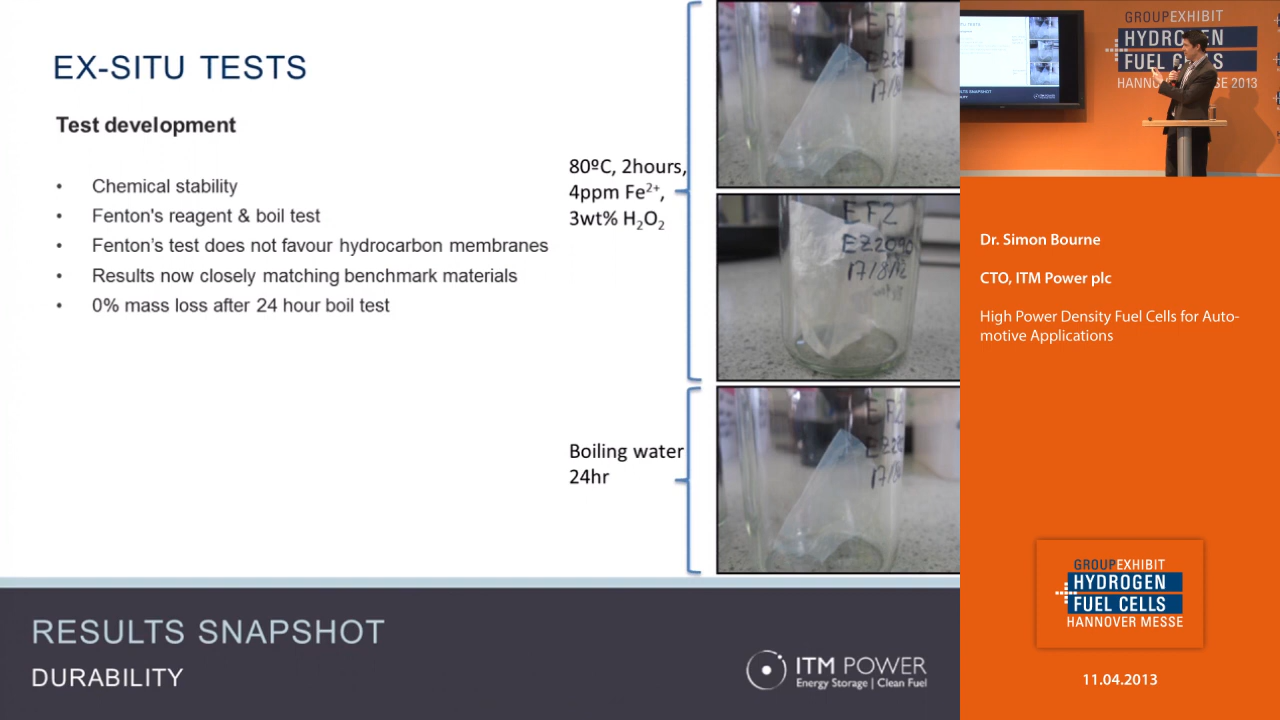 EX-SITU TESTS
Test development
• Chemical stability
• Fenton's reagent & boil test
• Fenton’s test does not favour hydrocarbon membranes
• Results now closely matching benchmark materials
• 0% mass loss after 24 hour boil test
80ºC, 2hours,
4ppm Fe²⁺,
3wt% H₂O₂
Boiling water
24hr
EF2
EZ209
17/8/12
RESULTS SNAPSHOT
DURABILITY
ITM POWER
Energy Storage | Clean Fuel
GROUPEXHIBIT
HYDROGEN
FUEL CELLS
Dr. Simon Bourne
CTO, ITM Power plc
High Power Density Fuel Cells for Auto-
motive Applications
GROUPEXHIBIT
HYDROGEN
FUEL CELLS
HANNOVER MESSE
11.04.2013